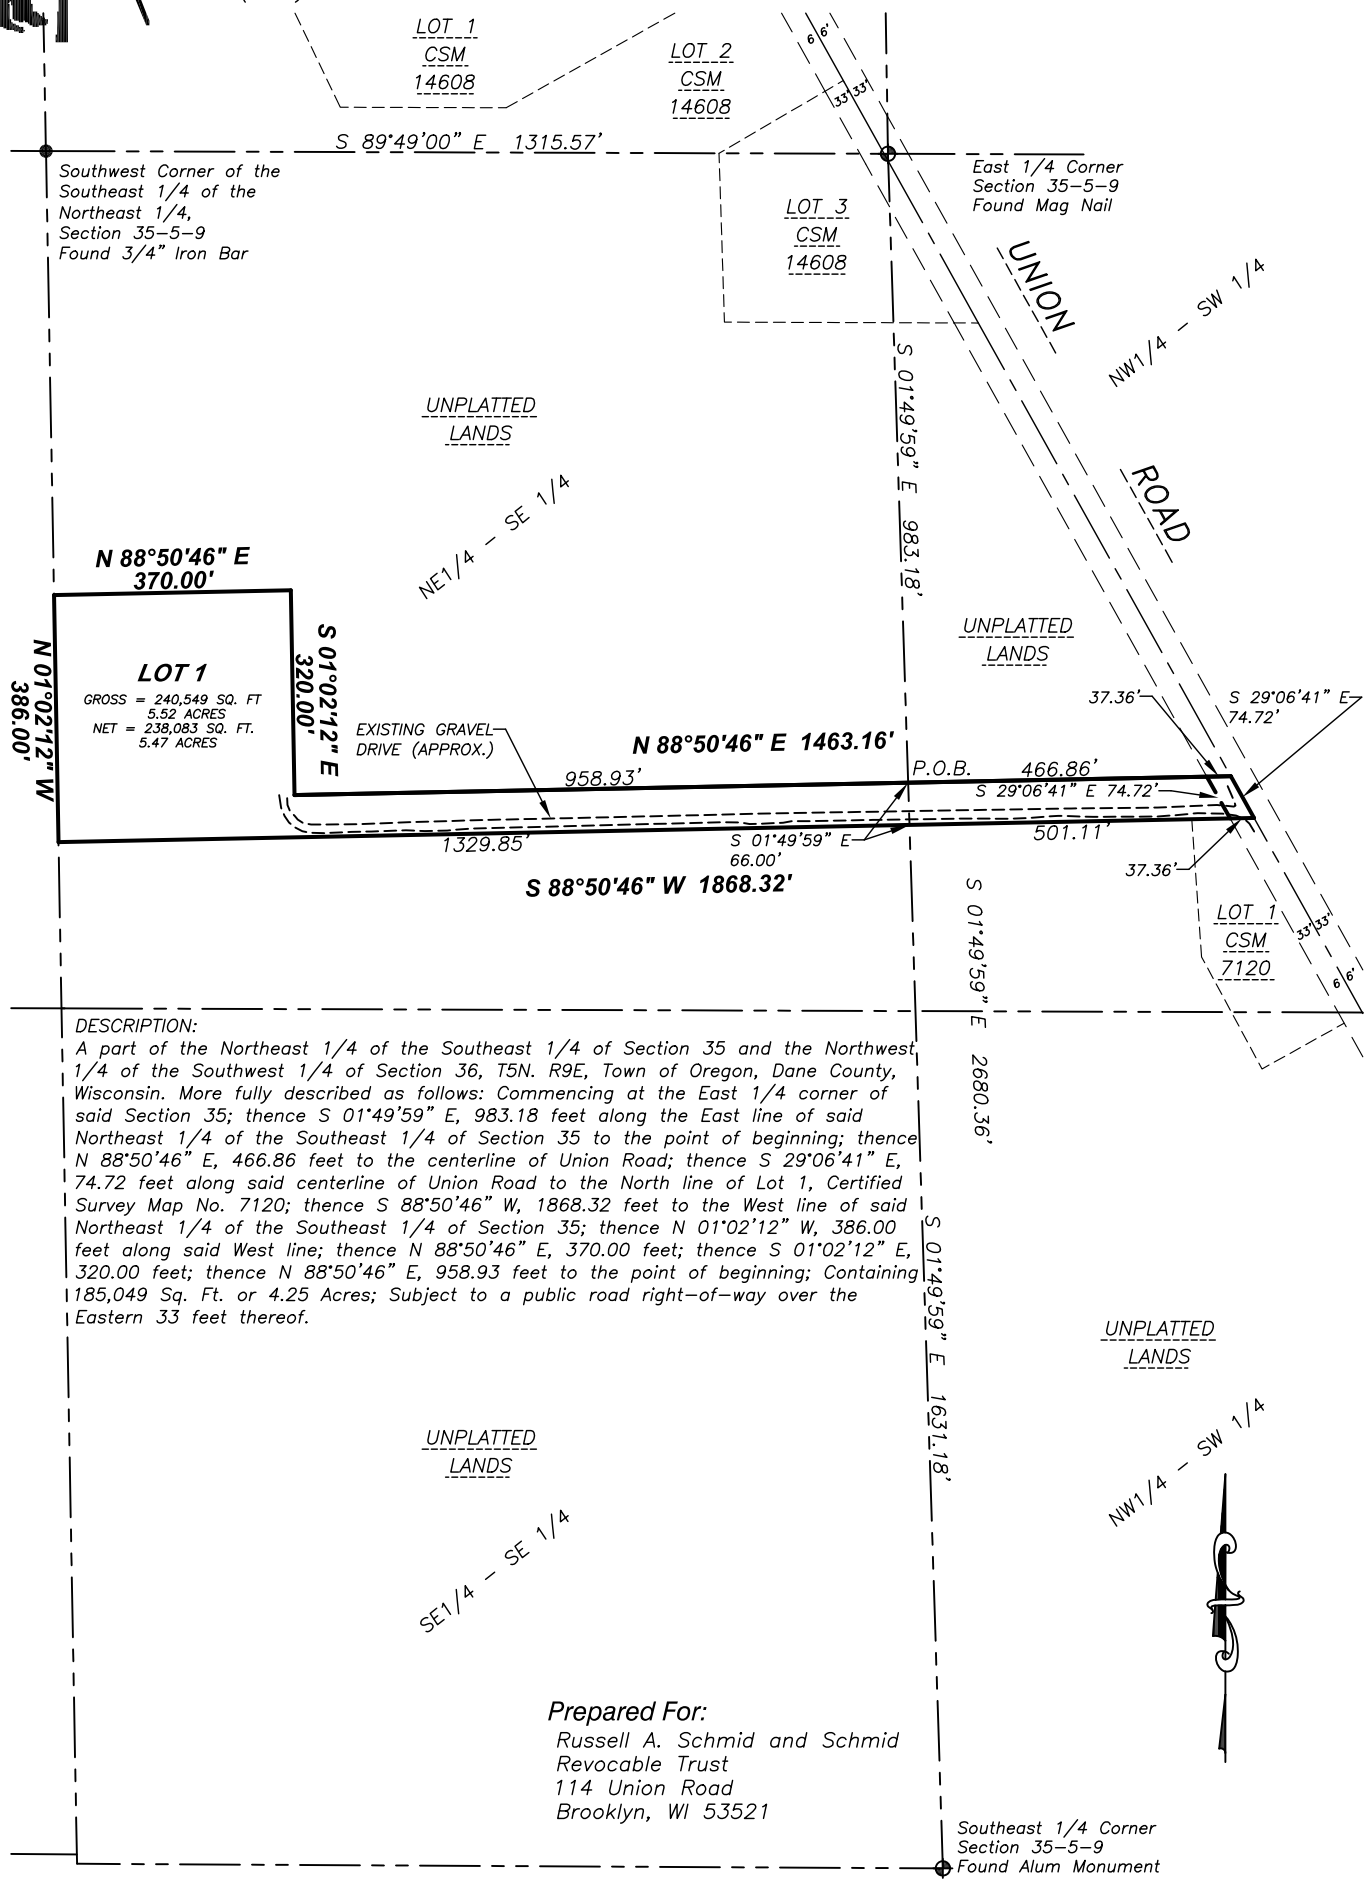 LOT 1
CSM
14608
LOT 2
CSM
14608
6 6'
33' 33'
S 89°49'00" E 1315.57'
Southwest Corner of the
Southeast 1/4 of the
Northeast 1/4,
Section 35-5-9
Found 3/4" Iron Bar
East 1/4 Corner
Section 35-5-9
Found Mag Nail
LOT 3
CSM
14608
UNION
ROAD
NW1/4 - SW 1/4
S 01°49'59" E 983.18'
UNPLATTED
LANDS
NE1/4 - SE 1/4
N 88°50'46" E
370.00'
N 01°02'12" W
386.00'
LOT 1
GROSS = 240,549 SQ. FT
5.52 ACRES
NET = 238,083 SQ. FT.
5.47 ACRES
S 01°02'12" E
320.00'
EXISTING GRAVEL
DRIVE (APPROX.)
UNPLATTED
LANDS
N 88°50'46" E 1463.16'
958.93'
P.O.B.
466.86'
37.36'
S 29°06'41" E
74.72'
S 29°06'41" E 74.72'
1329.85'
S 01°49'59" E
66.00'
501.11'
37.36'
S 88°50'46" W 1868.32'
LOT 1
CSM
7120
33' 33'
6 6'
S 01°49'59" E 2680.36'
DESCRIPTION:
A part of the Northeast 1/4 of the Southeast 1/4 of Section 35 and the Northwest
1/4 of the Southwest 1/4 of Section 36, T5N. R9E, Town of Oregon, Dane County,
Wisconsin. More fully described as follows: Commencing at the East 1/4 corner of
said Section 35; thence S 01°49'59" E, 983.18 feet along the East line of said
Northeast 1/4 of the Southeast 1/4 of Section 35 to the point of beginning; thence
N 88°50'46" E, 466.86 feet to the centerline of Union Road; thence S 29°06'41" E,
74.72 feet along said centerline of Union Road to the North line of Lot 1, Certified
Survey Map No. 7120; thence S 88°50'46" W, 1868.32 feet to the West line of said
Northeast 1/4 of the Southeast 1/4 of Section 35; thence N 01°02'12" W, 386.00
feet along said West line; thence N 88°50'46" E, 370.00 feet; thence S 01°02'12" E,
320.00 feet; thence N 88°50'46" E, 958.93 feet to the point of beginning; Containing
185,049 Sq. Ft. or 4.25 Acres; Subject to a public road right-of-way over the
Eastern 33 feet thereof.
S 01°49'59" E 1631.18'
UNPLATTED
LANDS
UNPLATTED
LANDS
NW1/4 - SW 1/4
SE1/4 - SE 1/4
Prepared For:
Russell A. Schmid and Schmid
Revocable Trust
114 Union Road
Brooklyn, WI 53521
Southeast 1/4 Corner
Section 35-5-9
Found Alum Monument